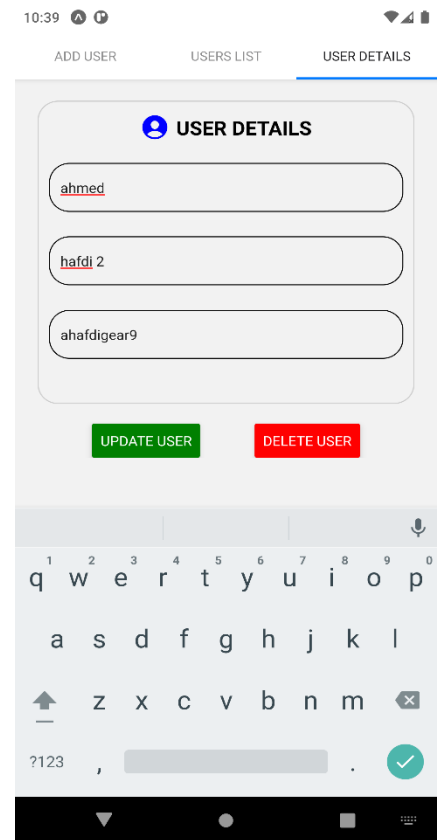 10:39
ADD USER USERS LIST USER DETAILS
USER DETAILS
ahmed
hafdi 2
ahafdigear9
UPDATE USER DELETE USER
1 2 3 4 5 6 7 8 9 0
q w e r t y u i o p
a s d f g h j k l
z x c v b n m
?123 , .